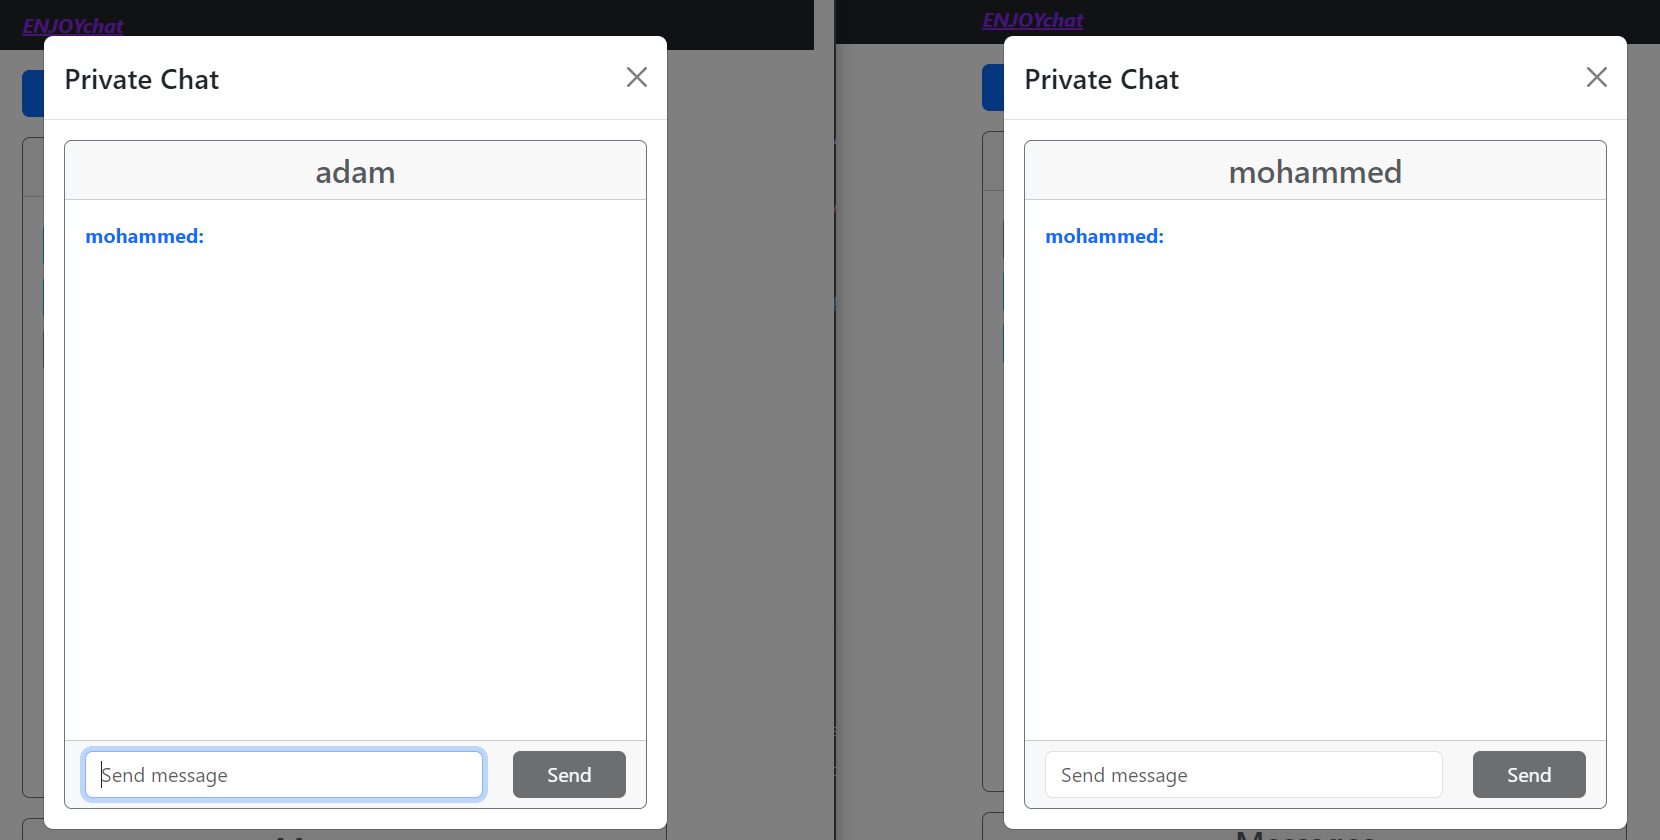 ENJOYchat
Private Chat
adam
mohammed:
Send message
Send
ENJOYchat
Private Chat
mohammed
mohammed:
Send message
Send